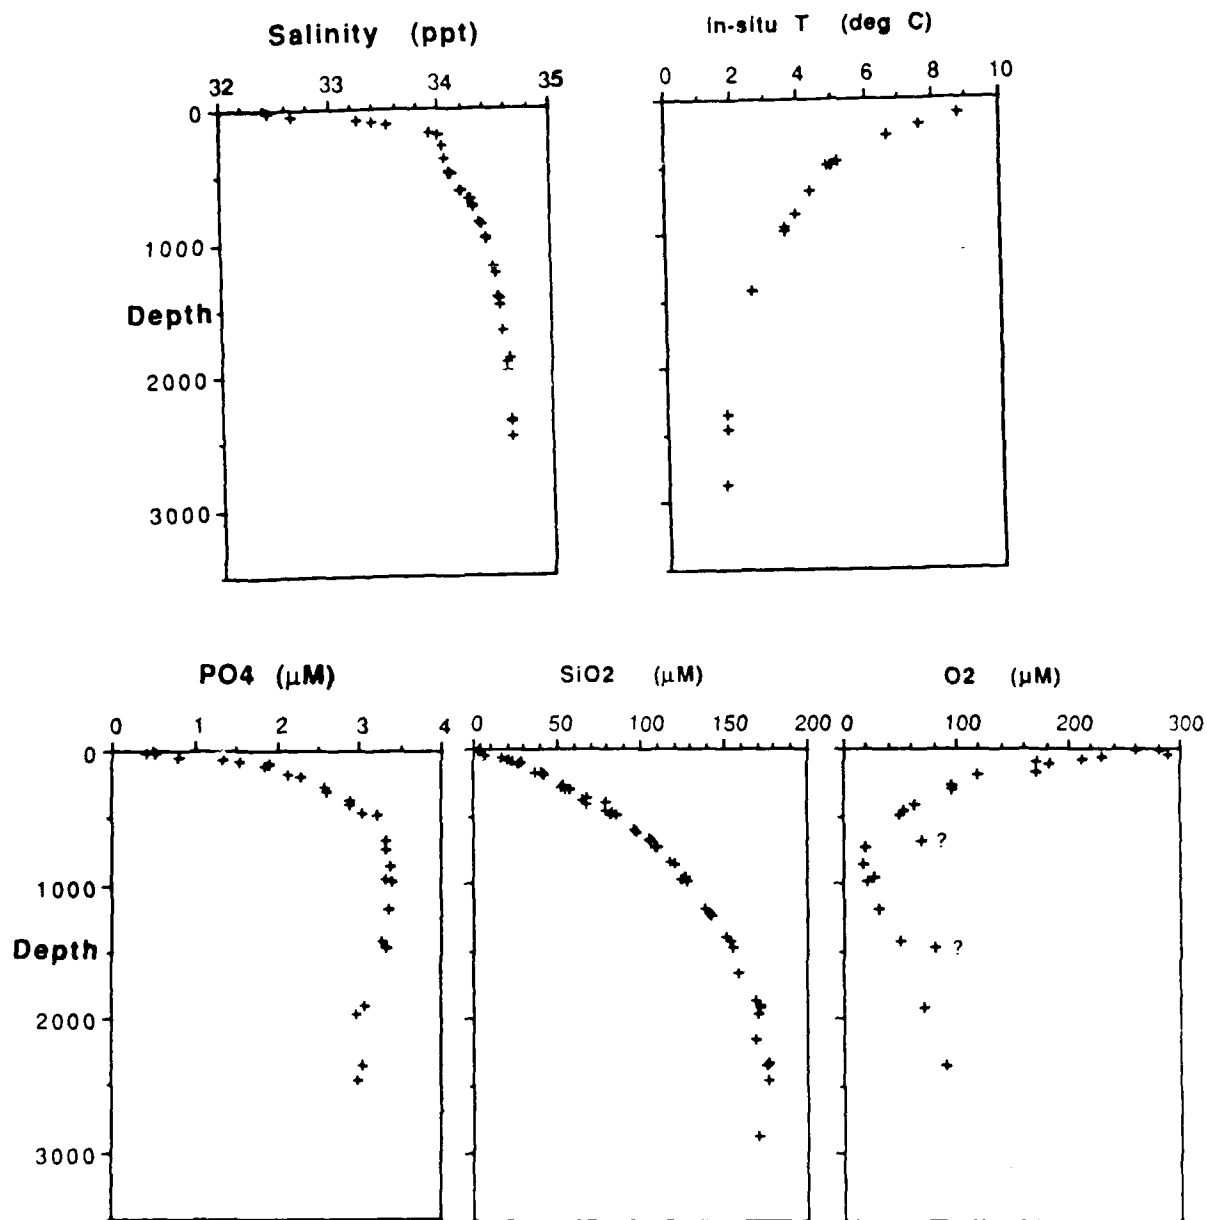 Salinity (ppt)
32 33 34 35
0
1000
Depth
2000
3000
in-situ T (deg C)
0 2 4 6 8 10
PO4 (μM)
0 1 2 3 4
0
1000
Depth
2000
3000
SiO2 (μM)
0 50 100 150 200
O2 (μM)
0 100 200 300
?
?